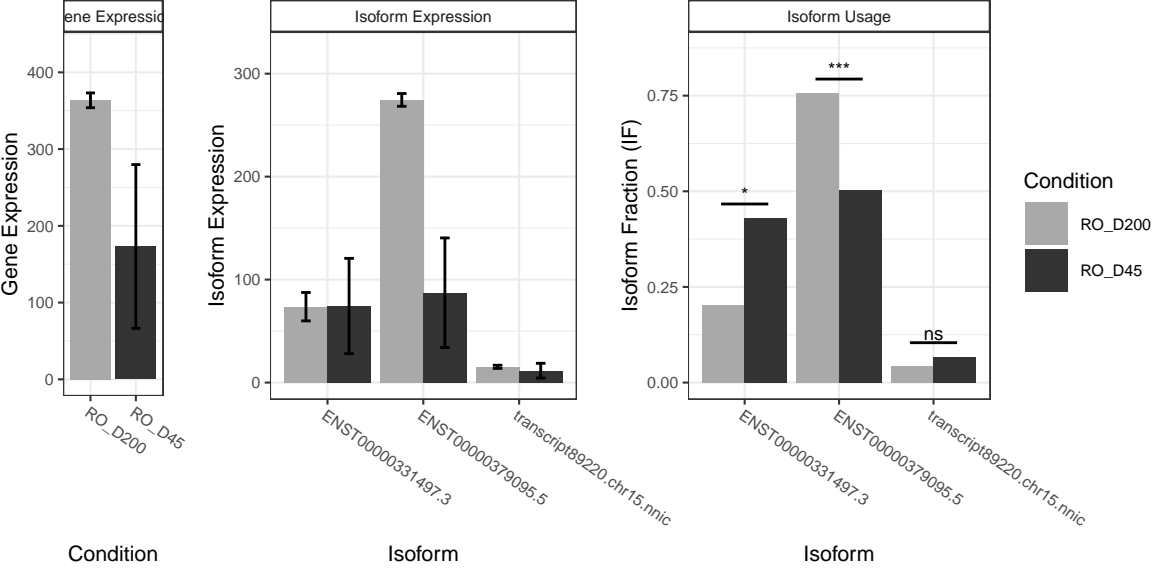 ene Expressio
Isoform Expression
Isoform Usage
Gene Expression
400
300
200
100
0
RO_D200
RO_D45
Condition
Isoform Expression
300
200
100
0
ENST00000331497.3
ENST00000379095.5
transcript89220.chr15.nnic
Isoform
Isoform Fraction (IF)
0.75
0.50
0.25
0.00
*
***
ns
ENST00000331497.3
ENST00000379095.5
transcript89220.chr15.nnic
Isoform
Condition
RO_D200
RO_D45